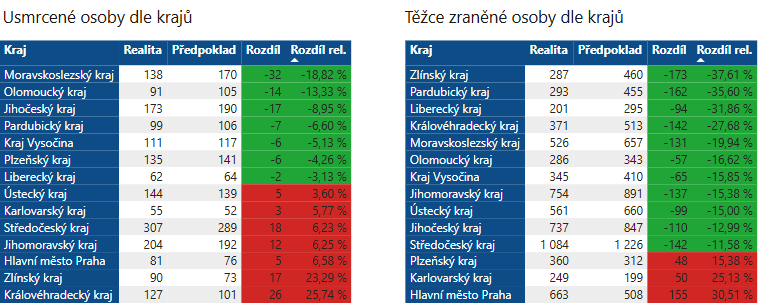 Usmrcené osoby dle krajů
Kraj Realita Předpoklad Rozdíl Rozdíl rel.
Moravskoslezský kraj 138 170 -32 -18,82 %
Olomoucký kraj 91 105 -14 -13,33 %
Jihočeský kraj 173 190 -17 -8,95 %
Pardubický kraj 99 106 -7 -6,60 %
Kraj Vysočina 111 117 -6 -5,13 %
Plzeňský kraj 135 141 -6 -4,26 %
Liberecký kraj 62 64 -2 -3,13 %
Ústecký kraj 144 139 5 3,60 %
Karlovarský kraj 55 52 3 5,77 %
Středočeský kraj 307 289 18 6,23 %
Jihomoravský kraj 204 192 12 6,25 %
Hlavní město Praha 81 76 5 6,58 %
Zlínský kraj 90 73 17 23,29 %
Královéhradecký kraj 127 101 26 25,74 %
Těžce zraněné osoby dle krajů
Kraj Realita Předpoklad Rozdíl Rozdíl rel.
Zlínský kraj 287 460 -173 -37,61 %
Pardubický kraj 293 455 -162 -35,60 %
Liberecký kraj 201 295 -94 -31,86 %
Královéhradecký kraj 371 513 -142 -27,68 %
Moravskoslezský kraj 526 657 -131 -19,94 %
Olomoucký kraj 286 343 -57 -16,62 %
Kraj Vysočina 345 410 -65 -15,85 %
Jihomoravský kraj 754 891 -137 -15,38 %
Ústecký kraj 561 660 -99 -15,00 %
Jihočeský kraj 737 847 -110 -12,99 %
Středočeský kraj 1 084 1 226 -142 -11,58 %
Plzeňský kraj 360 312 48 15,38 %
Karlovarský kraj 249 199 50 25,13 %
Hlavní město Praha 663 508 155 30,51 %